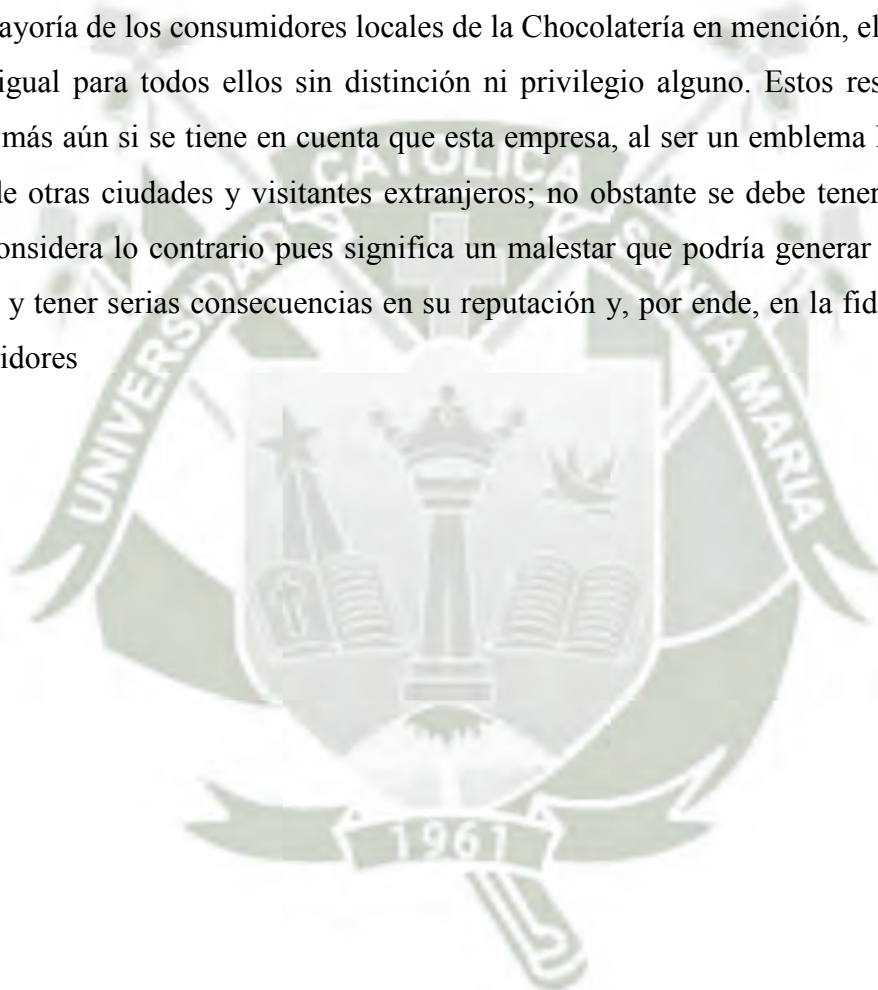 ayoría de los consumidores locales de la Chocolatería en mención, el
igual para todos ellos sin distinción ni privilegio alguno. Estos res
más aún si se tiene en cuenta que esta empresa, al ser un emblema
de otras ciudades y visitantes extranjeros; no obstante se debe tener
onsidera lo contrario pues significa un malestar que podría generar
y tener serias consecuencias en su reputación y, por ende, en la fid
idores
UNIVERSIDAD CATOLICA SANTA MARIA
1961